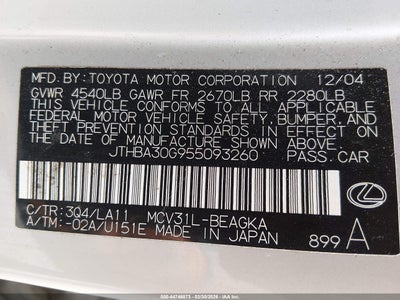 MFD.BY:TOYOTA MOTOR CORPORATION 12/04
GVWR 4540LB GAWR FR 2670LB RR 2280LB
THIS VEHICLE CONFORMS TO ALL APPLICABLE
FEDERAL MOTOR VEHICLE SAFETY, BUMPER, AND
THEFT PREVENTION STANDARDS IN EFFECT ON
THE DATE OF MANUFACTURE SHOWN ABOVE.
JTHBA30G955093260 PASS.CAR
C/TR: 3Q4/LA11 MCV31L-BEAGKA
A/TM: -02A/U151E MADE IN JAPAN 899 A